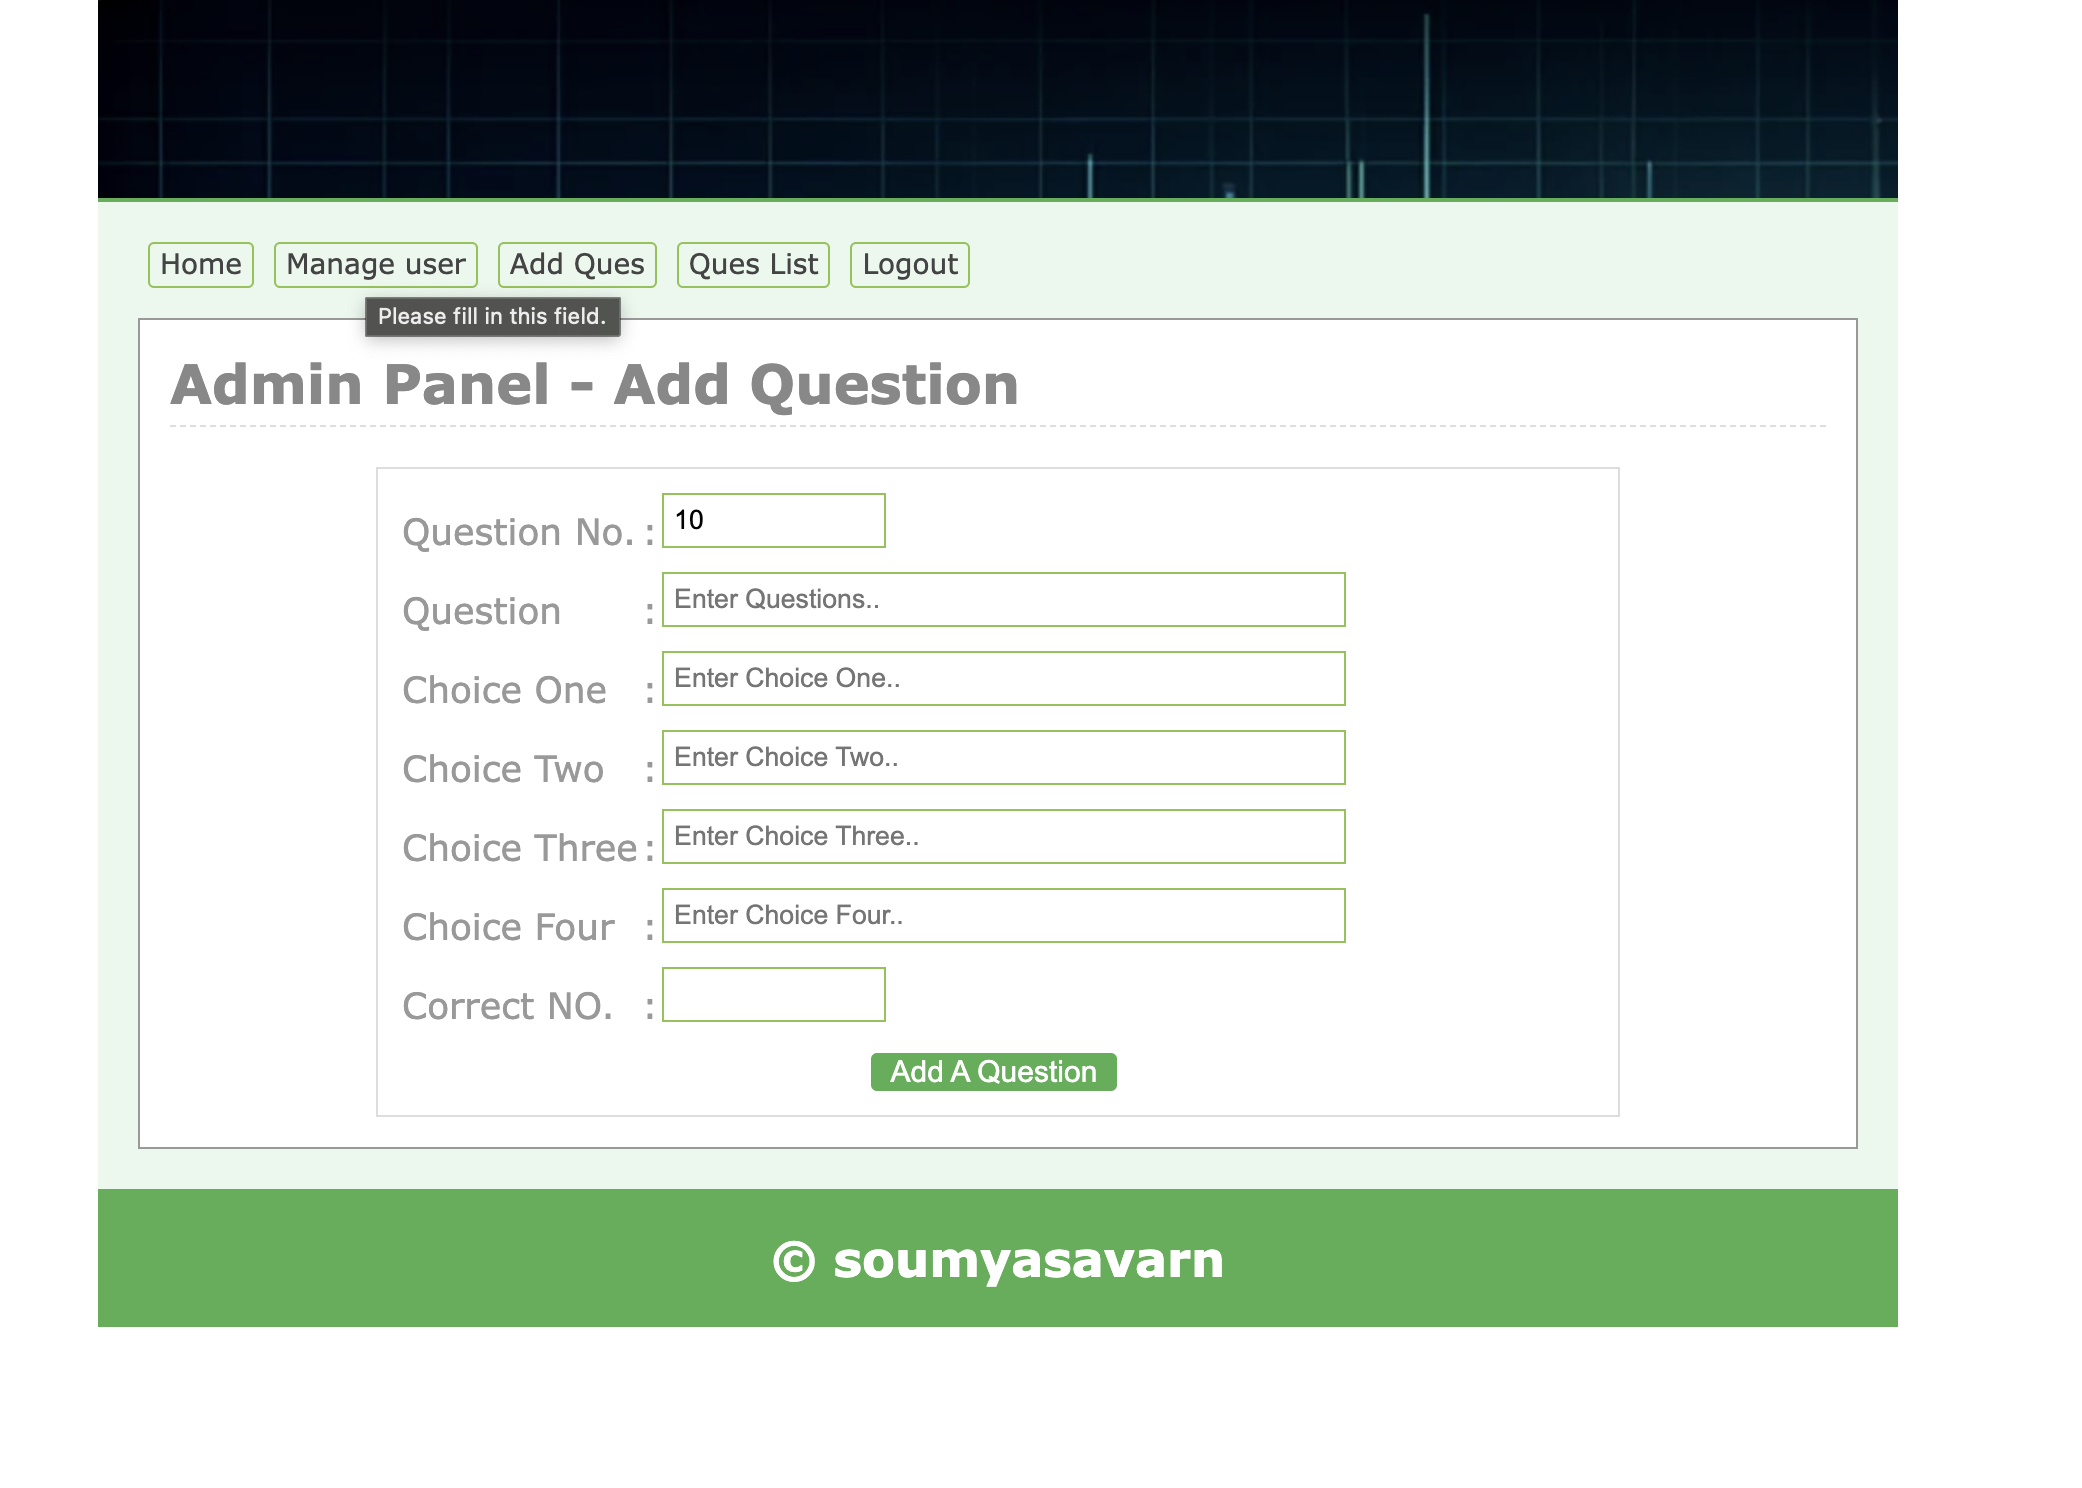 Home Manage user Add Ques Ques List Logout
Please fill in this field.
Admin Panel - Add Question
Question No. : 10
Question : Enter Questions..
Choice One : Enter Choice One..
Choice Two : Enter Choice Two..
Choice Three : Enter Choice Three..
Choice Four : Enter Choice Four..
Correct NO. :
Add A Question
© soumyasavarn